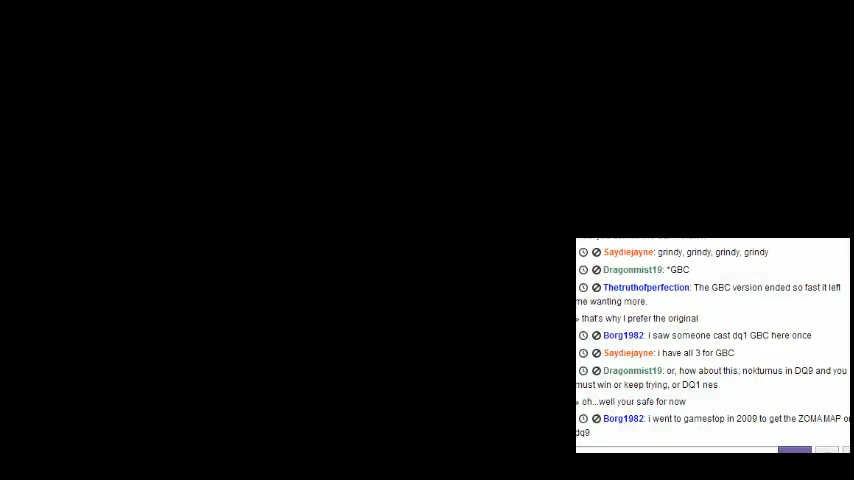 Saydiejayne: grindy, grindy, grindy, grindy
Dragonmist19: *GBC
Thetruthofperfection: The GBC version ended so fast it left
me wanting more.
» that's why I prefer the original
Borg1982: i saw someone cast dq1 GBC here once
Saydiejayne: i have all 3 for GBC
Dragonmist19: or, how about this; nokturnus in DQ9 and you
must win or keep trying, or DQ1 nes
» oh...well your safe for now
Borg1982: i went to gamestop in 2009 to get the ZOMA MAP on
dq9